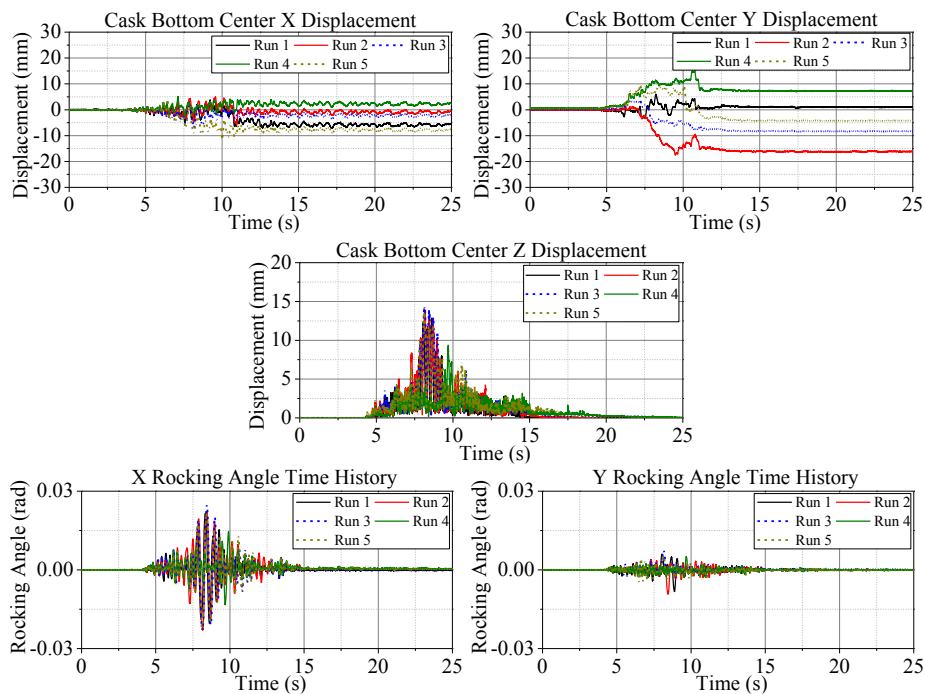 Cask Bottom Center X Displacement
Displacement (mm)
30
20
10
0
-10
-20
-30
Run 1 Run 2 Run 3
Run 4 Run 5
0 5 10 15 20 25
Time (s)
Cask Bottom Center Y Displacement
Displacement (mm)
30
20
10
0
-10
-20
-30
Run 1 Run 2 Run 3
Run 4 Run 5
0 5 10 15 20 25
Time (s)
Cask Bottom Center Z Displacement
Displacement (mm)
20
15
10
5
0
Run 1 Run 2
Run 3 Run 4
Run 5
0 5 10 15 20 25
Time (s)
X Rocking Angle Time History
Rocking Angle (rad)
0.03
0.00
-0.03
Run 1 Run 2
Run 3 Run 4
Run 5
0 5 10 15 20 25
Time (s)
Y Rocking Angle Time History
Rocking Angle (rad)
0.03
0.00
-0.03
Run 1 Run 2
Run 3 Run 4
Run 5
0 5 10 15 20 25
Time (s)